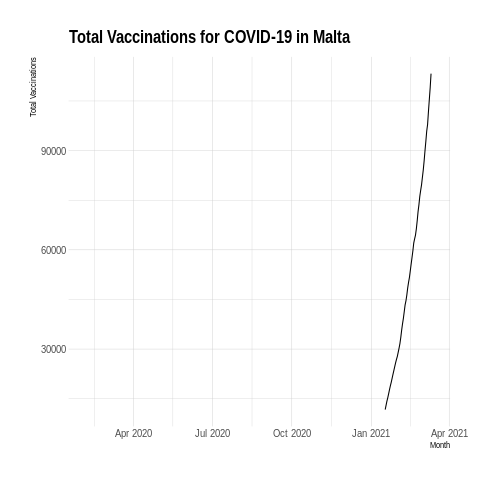 Total Vaccinations for COVID-19 in Malta
Total Vaccinations
90000
60000
30000
Apr 2020 Jul 2020 Oct 2020 Jan 2021 Apr 2021
Month